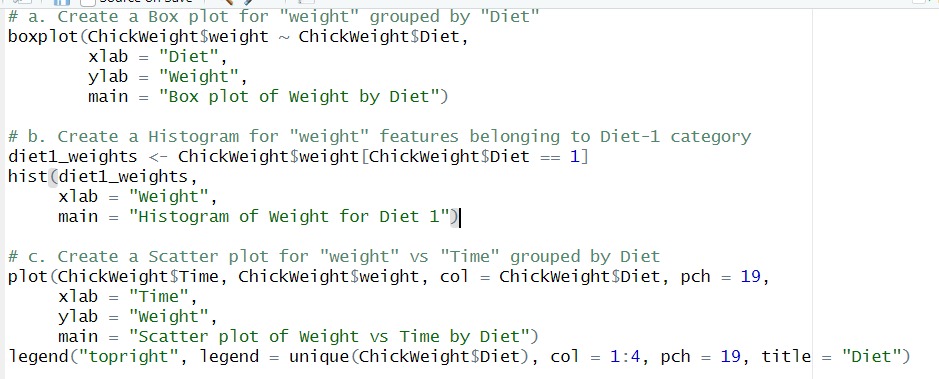 Source on Save
# a. Create a Box plot for "weight" grouped by "Diet"
boxplot(ChickWeight$weight ~ ChickWeight$Diet,
        xlab = "Diet",
        ylab = "Weight",
        main = "Box plot of Weight by Diet")
# b. Create a Histogram for "weight" features belonging to Diet-1 category
diet1_weights <- ChickWeight$weight[ChickWeight$Diet == 1]
hist(diet1_weights,
     xlab = "Weight",
     main = "Histogram of Weight for Diet 1")
# c. Create a Scatter plot for "weight" vs "Time" grouped by Diet
plot(ChickWeight$Time, ChickWeight$weight, col = ChickWeight$Diet, pch = 19,
     xlab = "Time",
     ylab = "Weight",
     main = "Scatter plot of Weight vs Time by Diet")
legend("topright", legend = unique(ChickWeight$Diet), col = 1:4, pch = 19, title = "Diet")